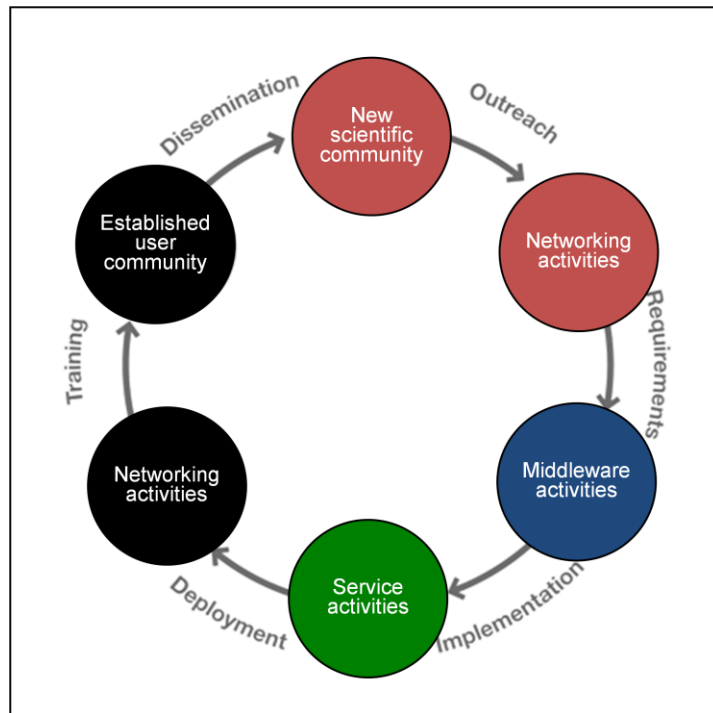 New
scientific
community
Outreach
Networking
activities
Requirements
Middleware
activities
Implementation
Service
activities
Deployment
Networking
activities
Training
Established
user
community
Dissemination